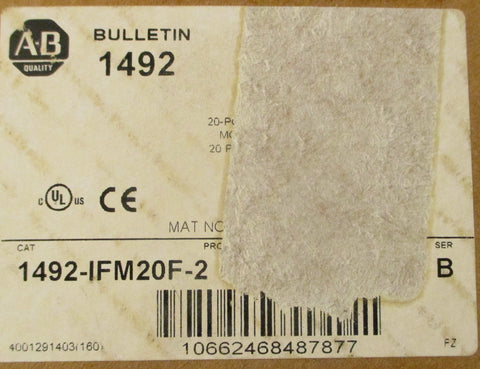 A-B
QUALITY
BULLETIN
1492
20-P
MO
20 P
c UL us CE
MAT NO
CAT PRO SER
1492-IFM20F-2 B
10662468487877
4001291403(160) PZ